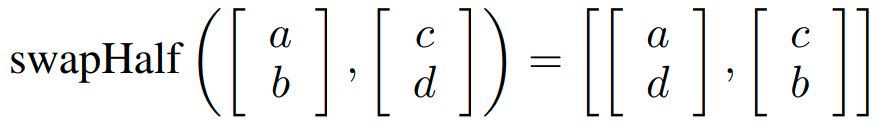 swapHalf([a b], [c d]) = [[a d], [c b]]